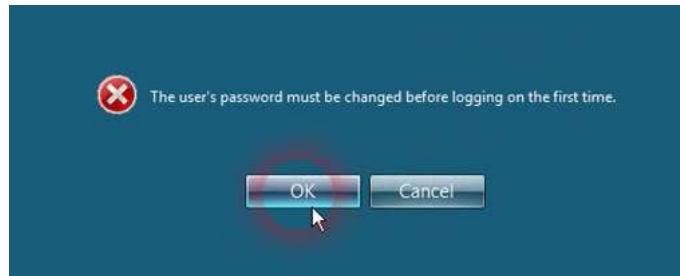 The user's password must be changed before logging on the first time.
OK
Cancel